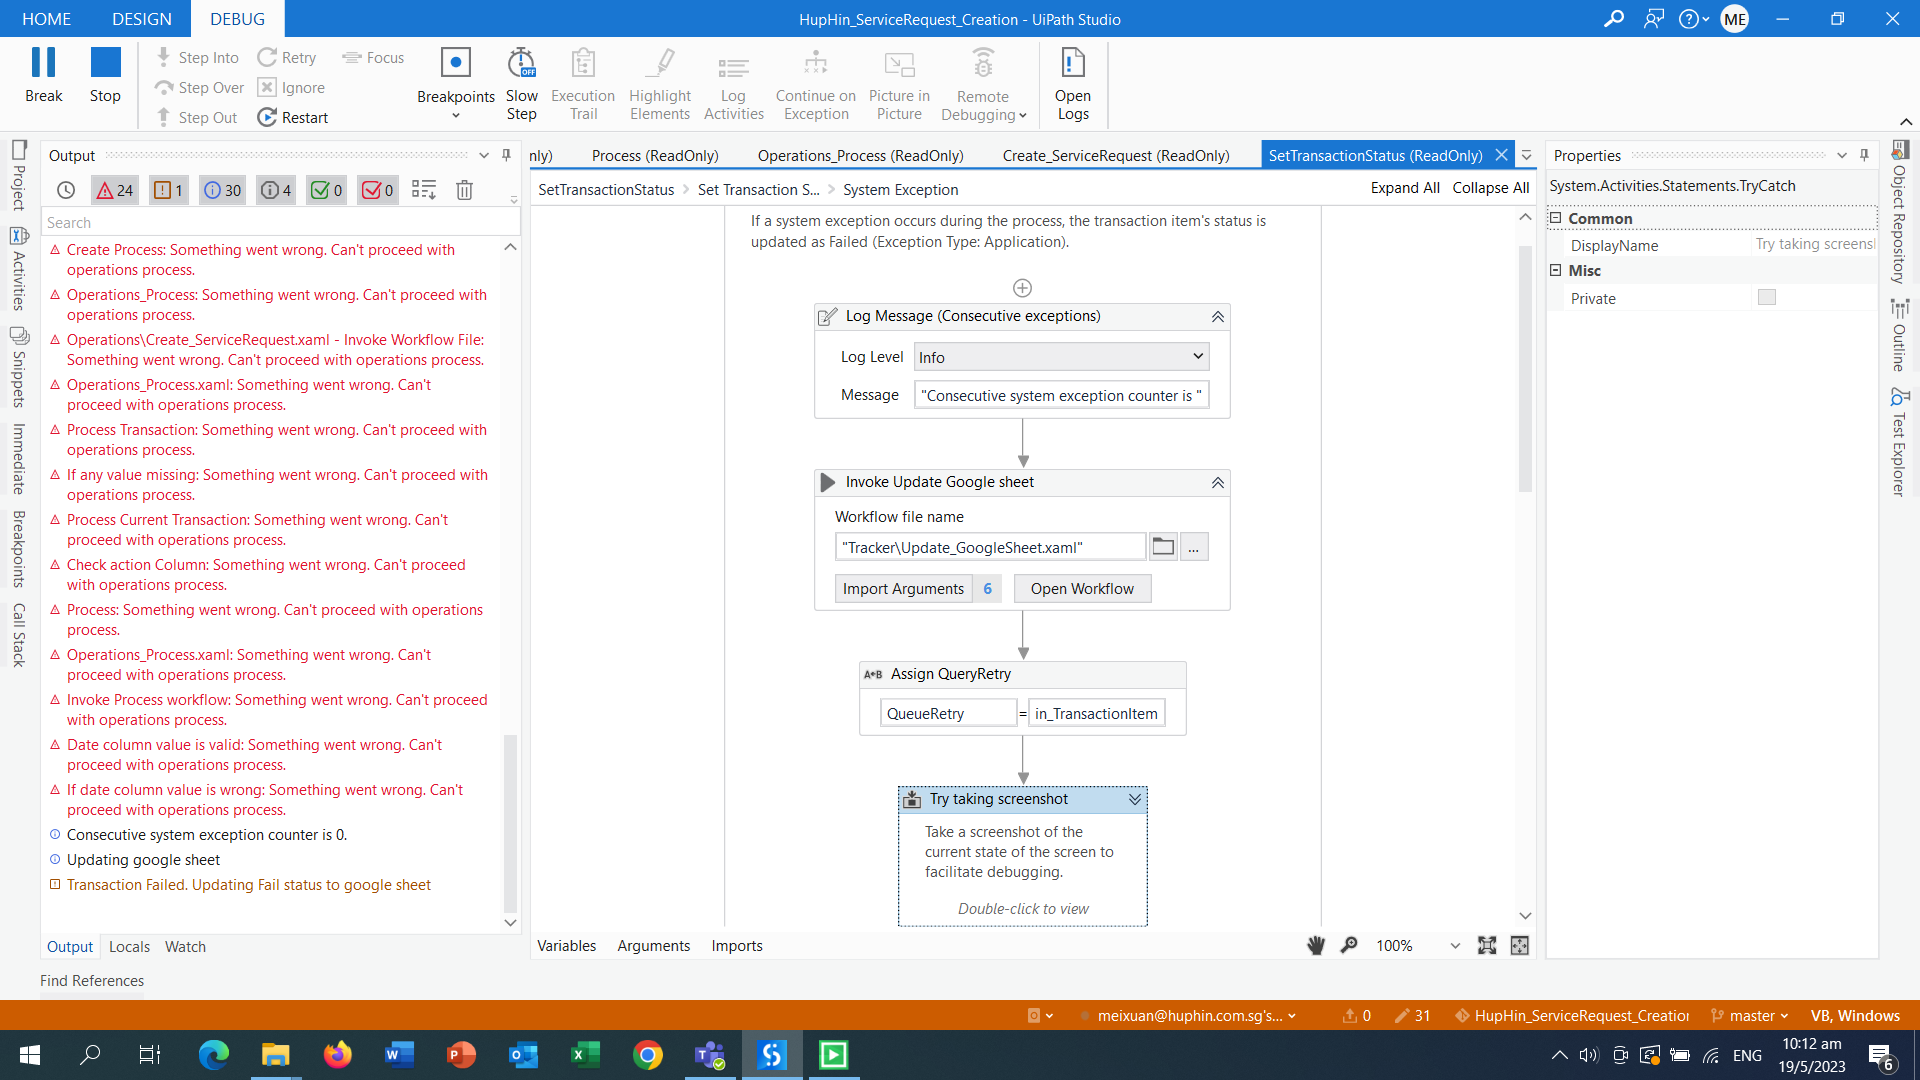 HOME DESIGN DEBUG
HupHin_ServiceRequest_Creation - UiPath Studio
ME
Break
Stop
Step Into
Step Over
Step Out
Retry
Ignore
Restart
Focus
Breakpoints
OFF
Slow
Step
Execution
Trail
Highlight
Elements
Log
Activities
Continue on
Exception
Picture in
Picture
Remote
Debugging
Open
Logs
Project
Activities
Snippets
Immediate
Breakpoints
Call Stack
Output
24 1 30 4 0 0
Search
Create Process: Something went wrong. Can't proceed with
operations process.
Operations_Process: Something went wrong. Can't proceed with
operations process.
Operations\Create_ServiceRequest.xaml - Invoke Workflow File:
Something went wrong. Can't proceed with operations process.
Operations_Process.xaml: Something went wrong. Can't
proceed with operations process.
Process Transaction: Something went wrong. Can't proceed with
operations process.
If any value missing: Something went wrong. Can't proceed with
operations process.
Process Current Transaction: Something went wrong. Can't
proceed with operations process.
Check action Column: Something went wrong. Can't proceed
with operations process.
Process: Something went wrong. Can't proceed with operations
process.
Operations_Process.xaml: Something went wrong. Can't
proceed with operations process.
Invoke Process workflow: Something went wrong. Can't proceed
with operations process.
Date column value is valid: Something went wrong. Can't
proceed with operations process.
If date column value is wrong: Something went wrong. Can't
proceed with operations process.
Consecutive system exception counter is 0.
Updating google sheet
Transaction Failed. Updating Fail status to google sheet
Output Locals Watch
Find References
nly) Process (ReadOnly) Operations_Process (ReadOnly) Create_ServiceRequest (ReadOnly) SetTransactionStatus (ReadOnly)
SetTransactionStatus > Set Transaction S... > System Exception
Expand All Collapse All
If a system exception occurs during the process, the transaction item's status is
updated as Failed (Exception Type: Application).
Log Message (Consecutive exceptions)
Log Level Info
Message "Consecutive system exception counter is "
Invoke Update Google sheet
Workflow file name
"Tracker\Update_GoogleSheet.xaml" ...
Import Arguments 6 Open Workflow
A+B Assign QueryRetry
QueueRetry = in_TransactionItem
Try taking screenshot
Take a screenshot of the
current state of the screen to
facilitate debugging.
Double-click to view
Variables Arguments Imports
100%
Properties
System.Activities.Statements.TryCatch
Common
DisplayName Try taking screensl
Misc
Private
Object Repository
Outline
Test Explorer
meixuan@huphin.com.sg's... 0 31 HupHin_ServiceRequest_Creation master VB, Windows
ENG
10:12 am
19/5/2023
6